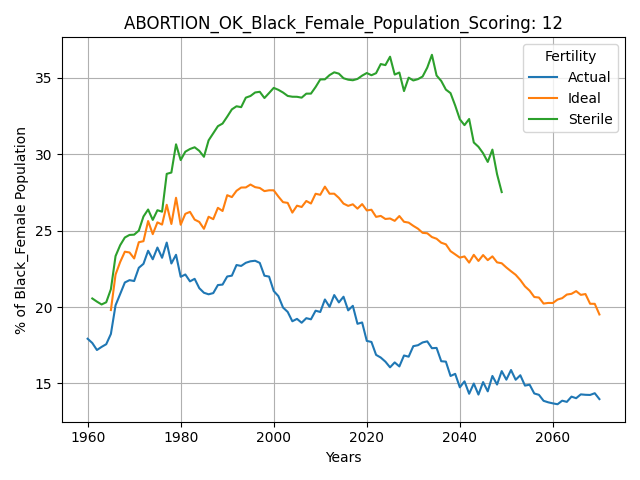 ABORTION_OK_Black_Female_Population_Scoring: 12
Fertility
Actual
Ideal
Sterile
% of Black_Female Population
35
30
25
20
15
1960
1980
2000
2020
2040
2060
Years